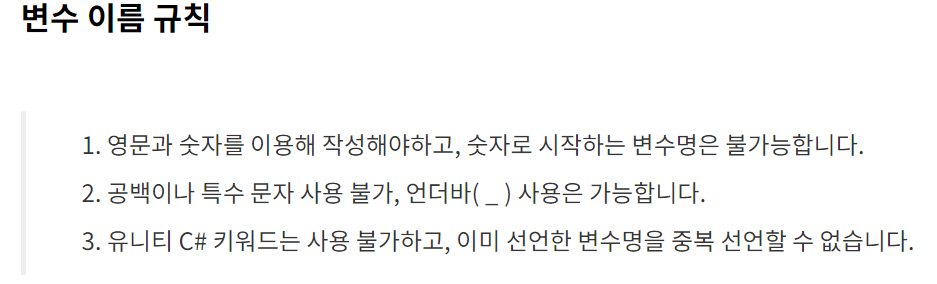 변수 이름 규칙
1. 영문과 숫자를 이용해 작성해야하고, 숫자로 시작하는 변수명은 불가능합니다.
2. 공백이나 특수 문자 사용 불가, 언더바( _ ) 사용은 가능합니다.
3. 유니티 C# 키워드는 사용 불가하고, 이미 선언한 변수명을 중복 선언할 수 없습니다.